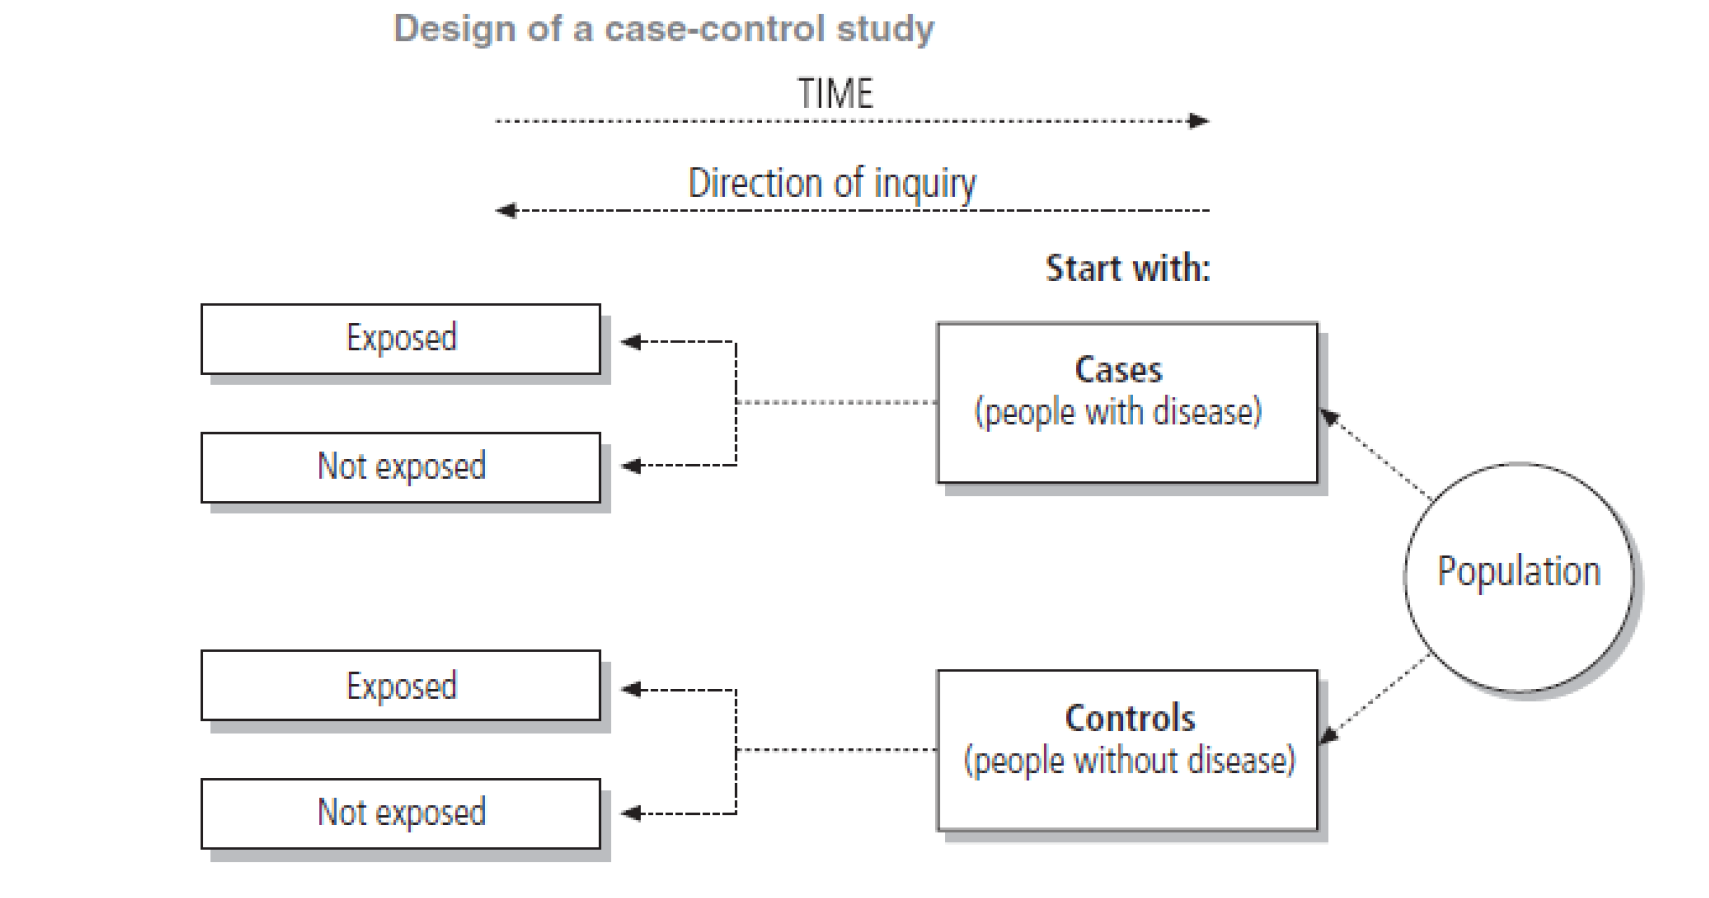 Design of a case-control study
TIME
Direction of inquiry
Start with:
Exposed
Not exposed
Cases
(people with disease)
Population
Exposed
Not exposed
Controls
(people without disease)